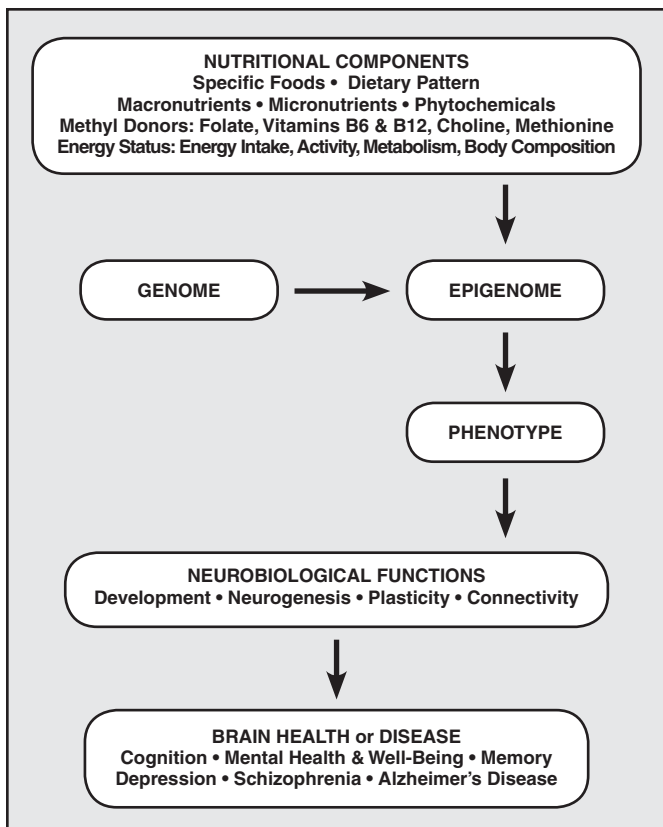 NUTRITIONAL COMPONENTS
Specific Foods • Dietary Pattern
Macronutrients • Micronutrients • Phytochemicals
Methyl Donors: Folate, Vitamins B6 & B12, Choline, Methionine
Energy Status: Energy Intake, Activity, Metabolism, Body Composition
GENOME
EPIGENOME
PHENOTYPE
NEUROBIOLOGICAL FUNCTIONS
Development • Neurogenesis • Plasticity • Connectivity
BRAIN HEALTH or DISEASE
Cognition • Mental Health & Well-Being • Memory
Depression • Schizophrenia • Alzheimer’s Disease